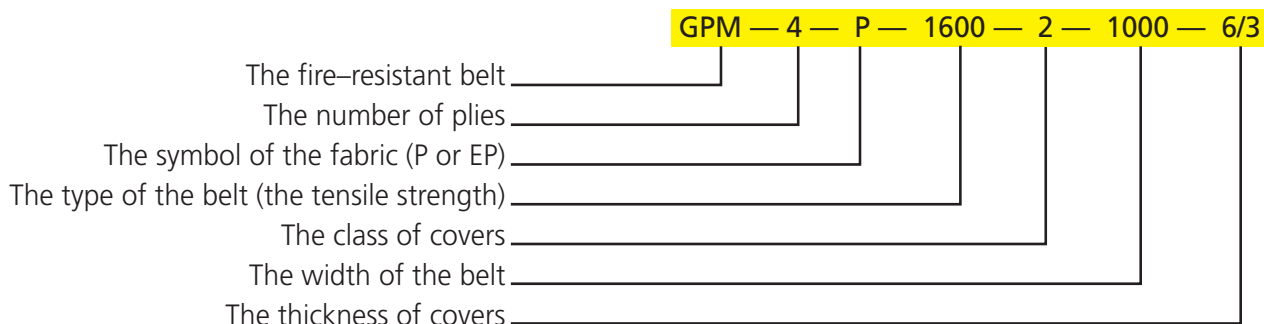 GPM — 4 — P — 1600 — 2 — 1000 — 6/3
The fire–resistant belt
The number of plies
The symbol of the fabric (P or EP)
The type of the belt (the tensile strength)
The class of covers
The width of the belt
The thickness of covers